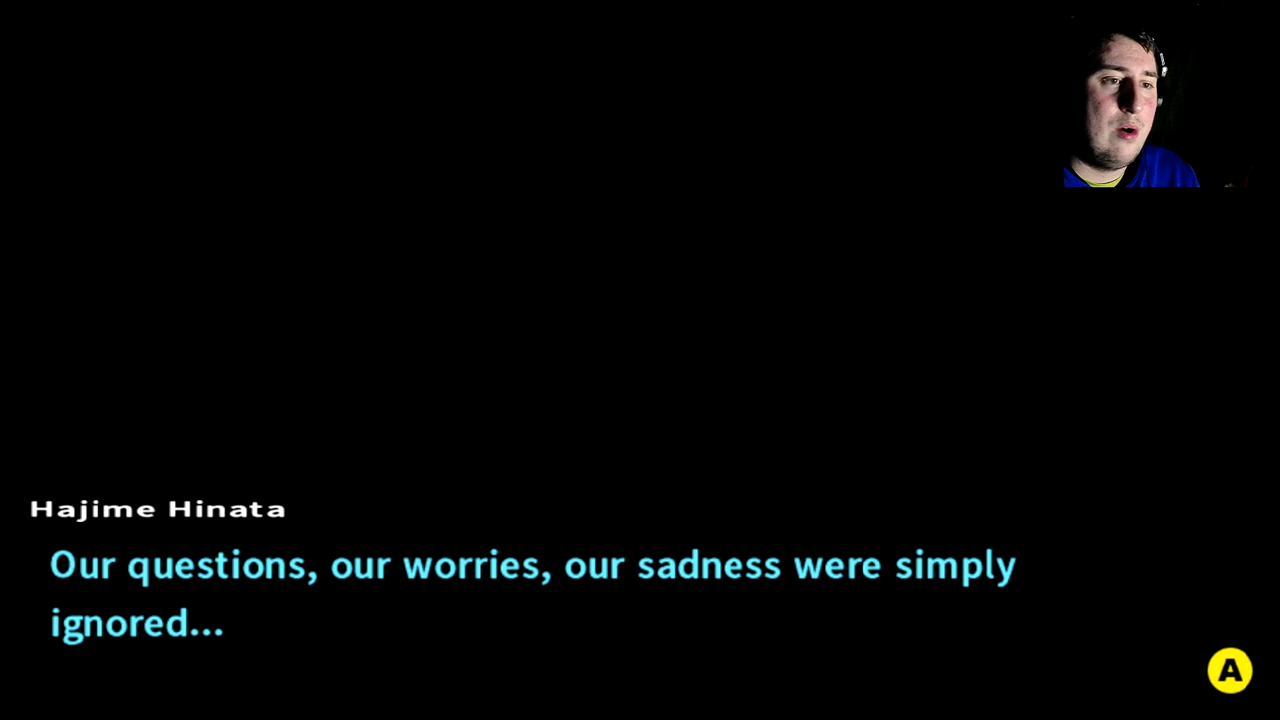 Hajime Hinata
Our questions, our worries, our sadness were simply
ignored...
A